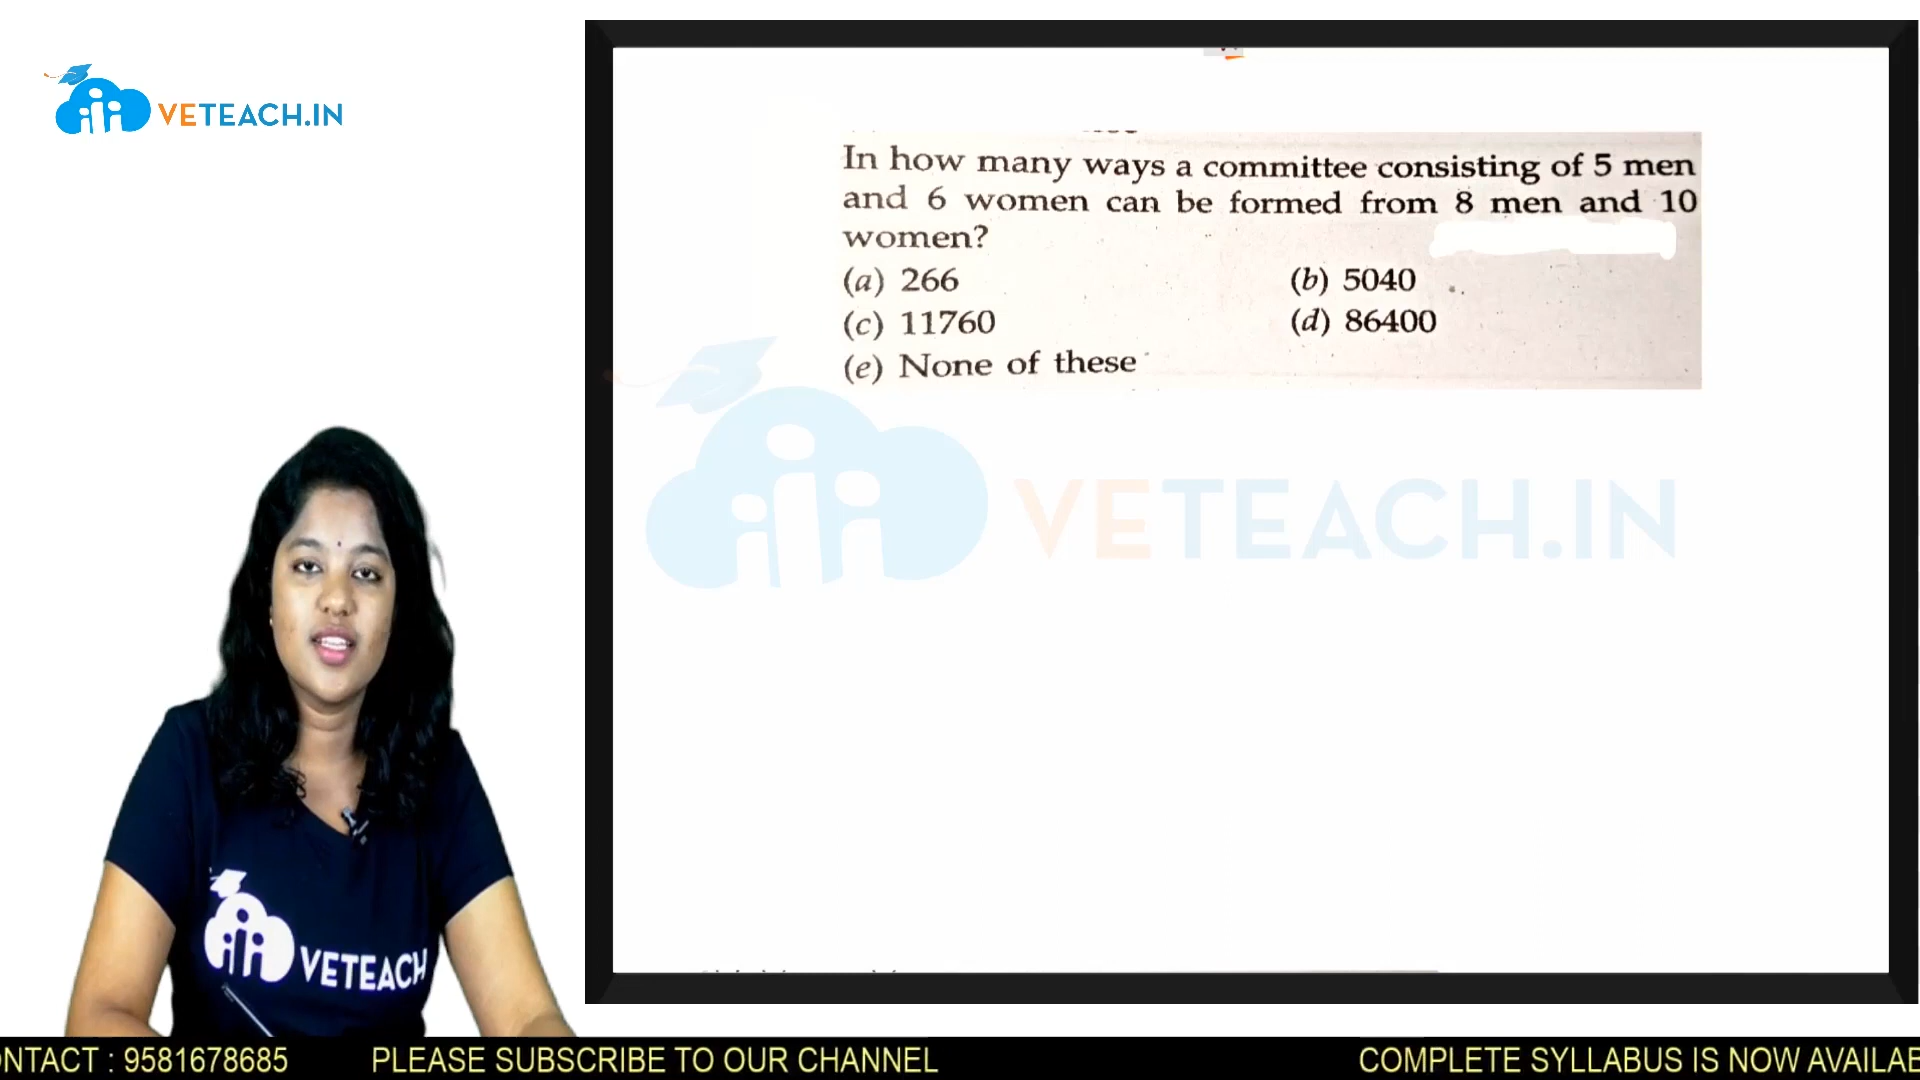 VETEACH.IN
In how many ways a committee consisting of 5 men
and 6 women can be formed from 8 men and 10
women?
(a) 266
(b) 5040
(c) 11760
(d) 86400
(e) None of these
VETEACH.IN
VETEACH
ONTACT : 9581678685 PLEASE SUBSCRIBE TO OUR CHANNEL COMPLETE SYLLABUS IS NOW AVAILAE